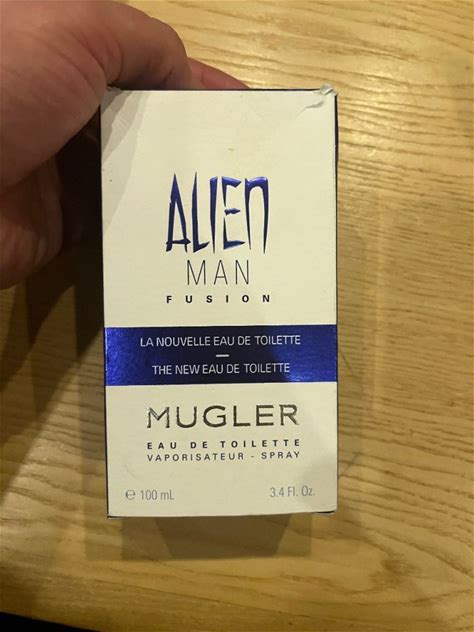 ALIEN
MAN
FUSION
LA NOUVELLE EAU DE TOILETTE
THE NEW EAU DE TOILETTE
MUGLER
EAU DE TOILETTE
VAPORISATEUR - SPRAY
℮ 100 mL 3.4 Fl. Oz.